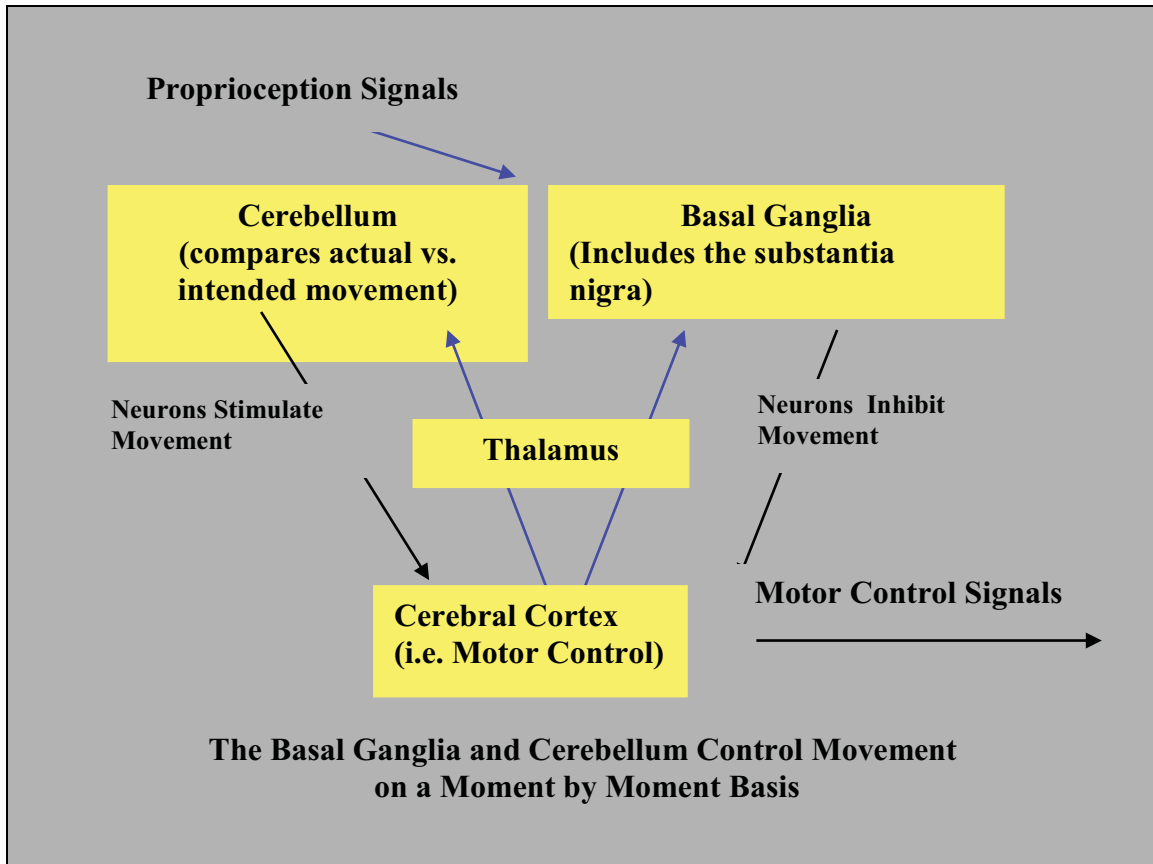 Proprioception Signals
Cerebellum
(compares actual vs.
intended movement)
Basal Ganglia
(Includes the substantia
nigra)
Neurons Stimulate
Movement
Thalamus
Neurons Inhibit
Movement
Cerebral Cortex
(i.e. Motor Control)
Motor Control Signals
The Basal Ganglia and Cerebellum Control Movement
on a Moment by Moment Basis